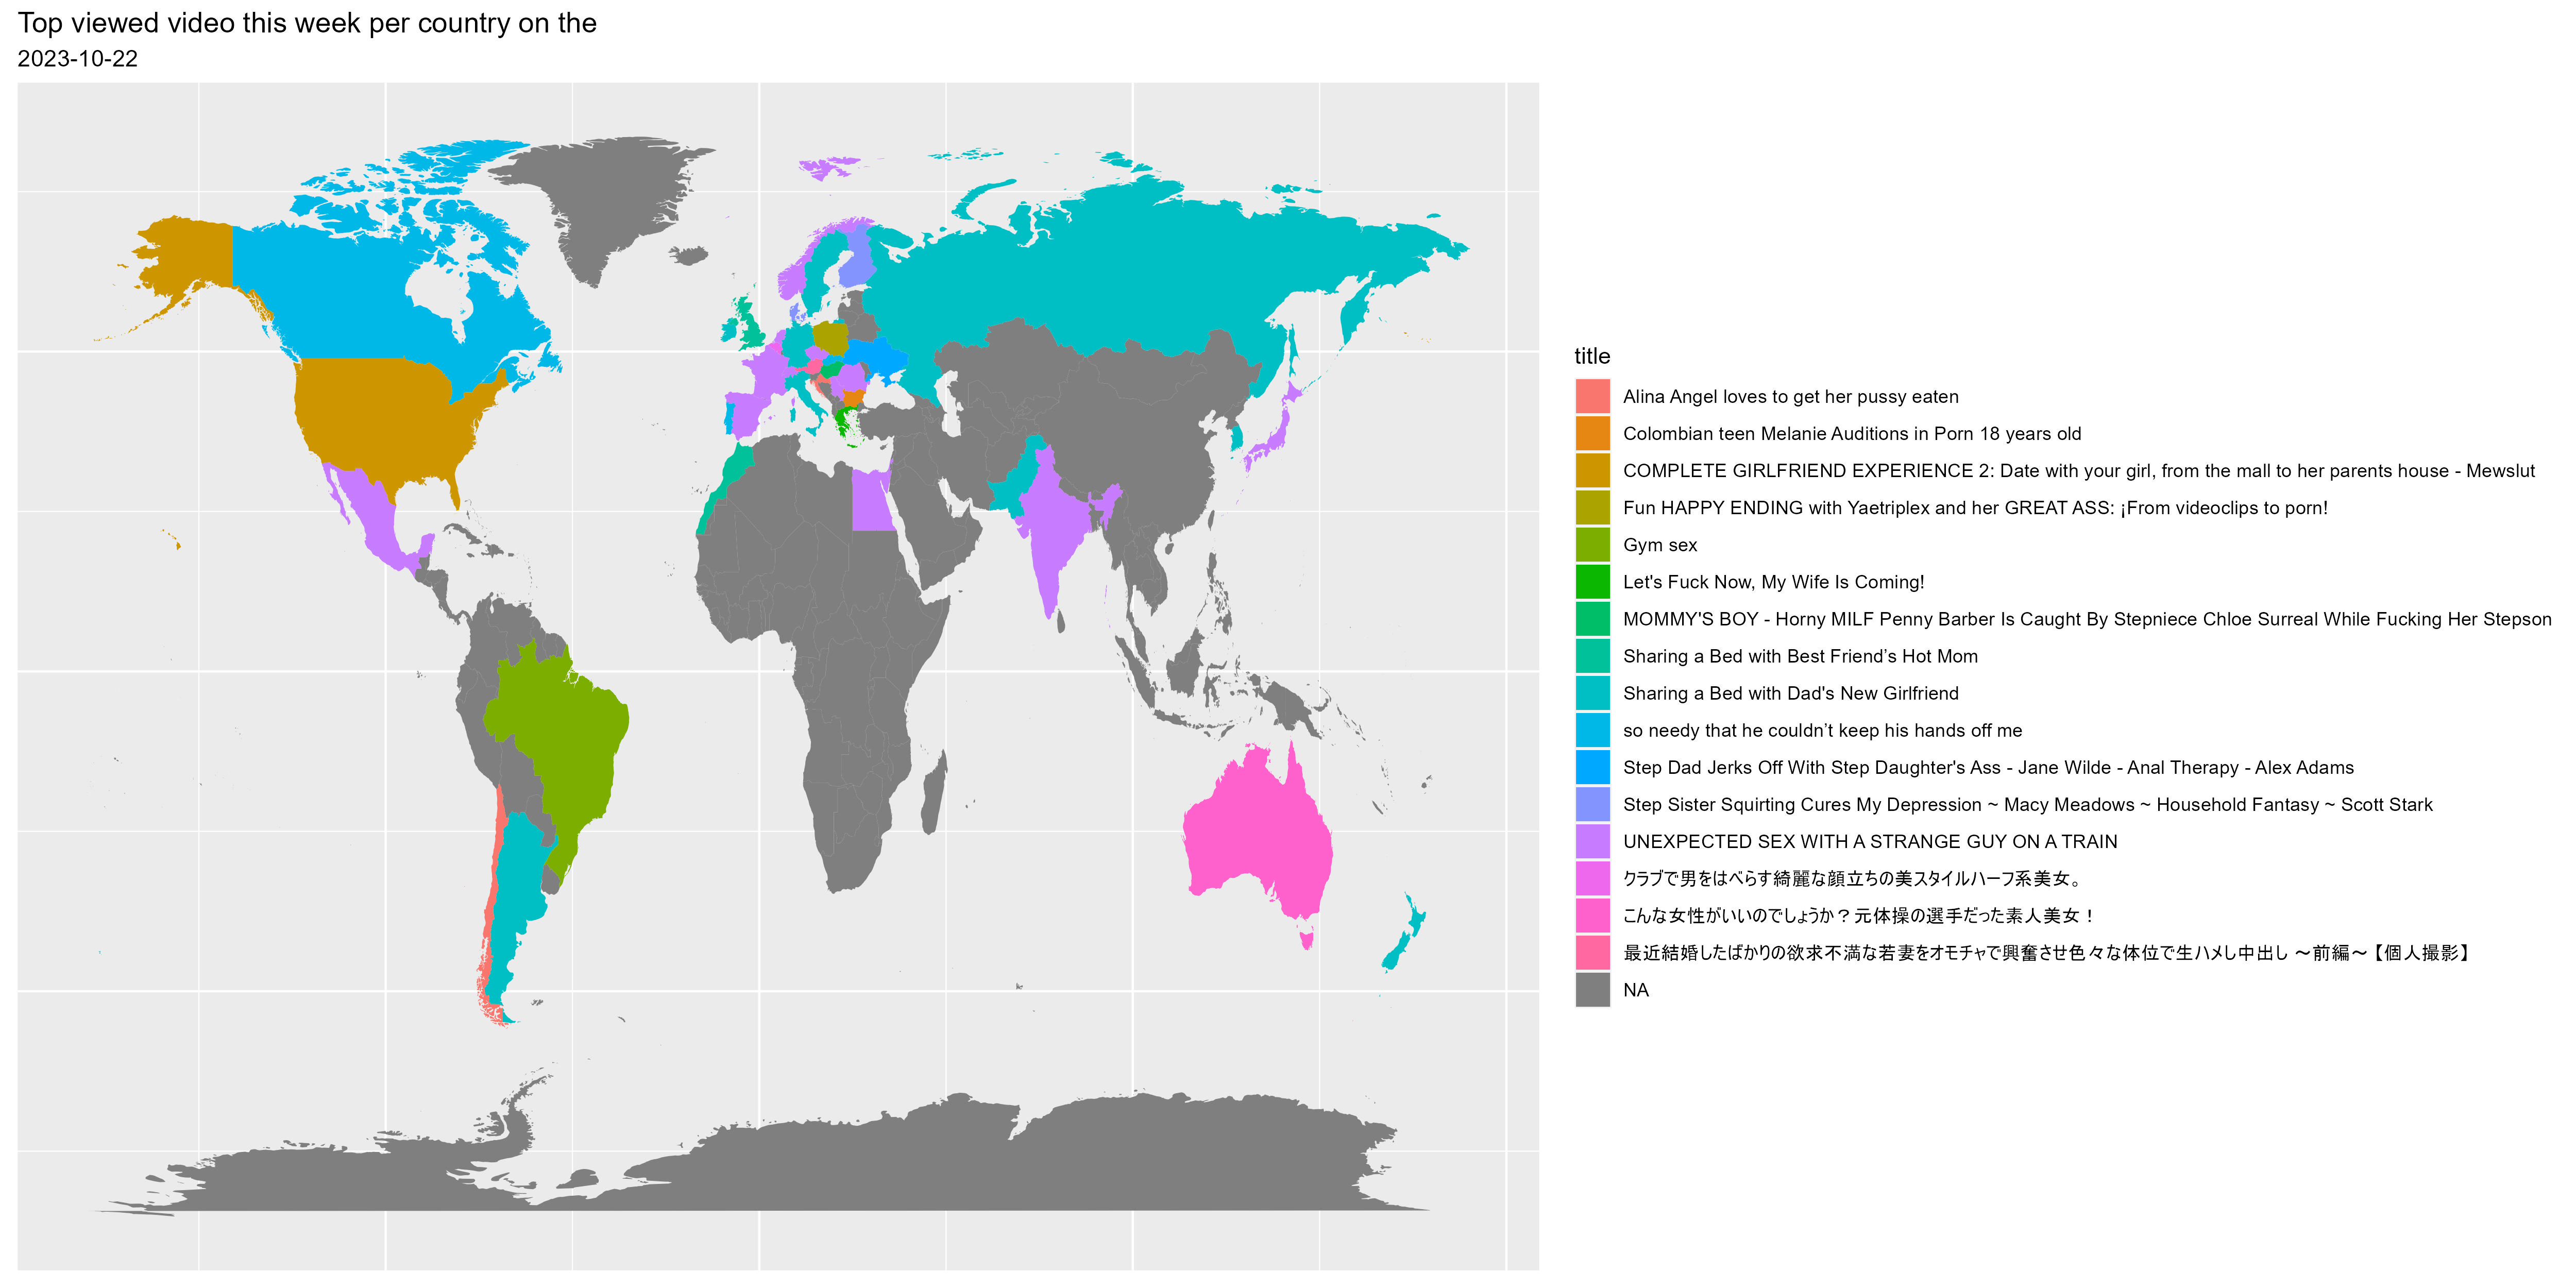 Top viewed video this week per country on the
2023-10-22
title
Alina Angel loves to get her pussy eaten
Colombian teen Melanie Auditions in Porn 18 years old
COMPLETE GIRLFRIEND EXPERIENCE 2: Date with your girl, from the mall to her parents house - Mewslut
Fun HAPPY ENDING with Yaetriplex and her GREAT ASS: ¡From videoclips to porn!
Gym sex
Let's Fuck Now, My Wife Is Coming!
MOMMY'S BOY - Horny MILF Penny Barber Is Caught By Stepniece Chloe Surreal While Fucking Her Stepson
Sharing a Bed with Best Friend’s Hot Mom
Sharing a Bed with Dad's New Girlfriend
so needy that he couldn’t keep his hands off me
Step Dad Jerks Off With Step Daughter's Ass - Jane Wilde - Anal Therapy - Alex Adams
Step Sister Squirting Cures My Depression ~ Macy Meadows ~ Household Fantasy ~ Scott Stark
UNEXPECTED SEX WITH A STRANGE GUY ON A TRAIN
クラブで男をはべらす綺麗な顔立ちの美スタイルハーフ系美女。
こんな女性がいいのでしょうか？元体操の選手だった素人美女！
最近結婚したばかりの欲求不満な若妻をオモチャで興奮させ色々な体位で生ハメし中出し ～前編～【個人撮影】
NA